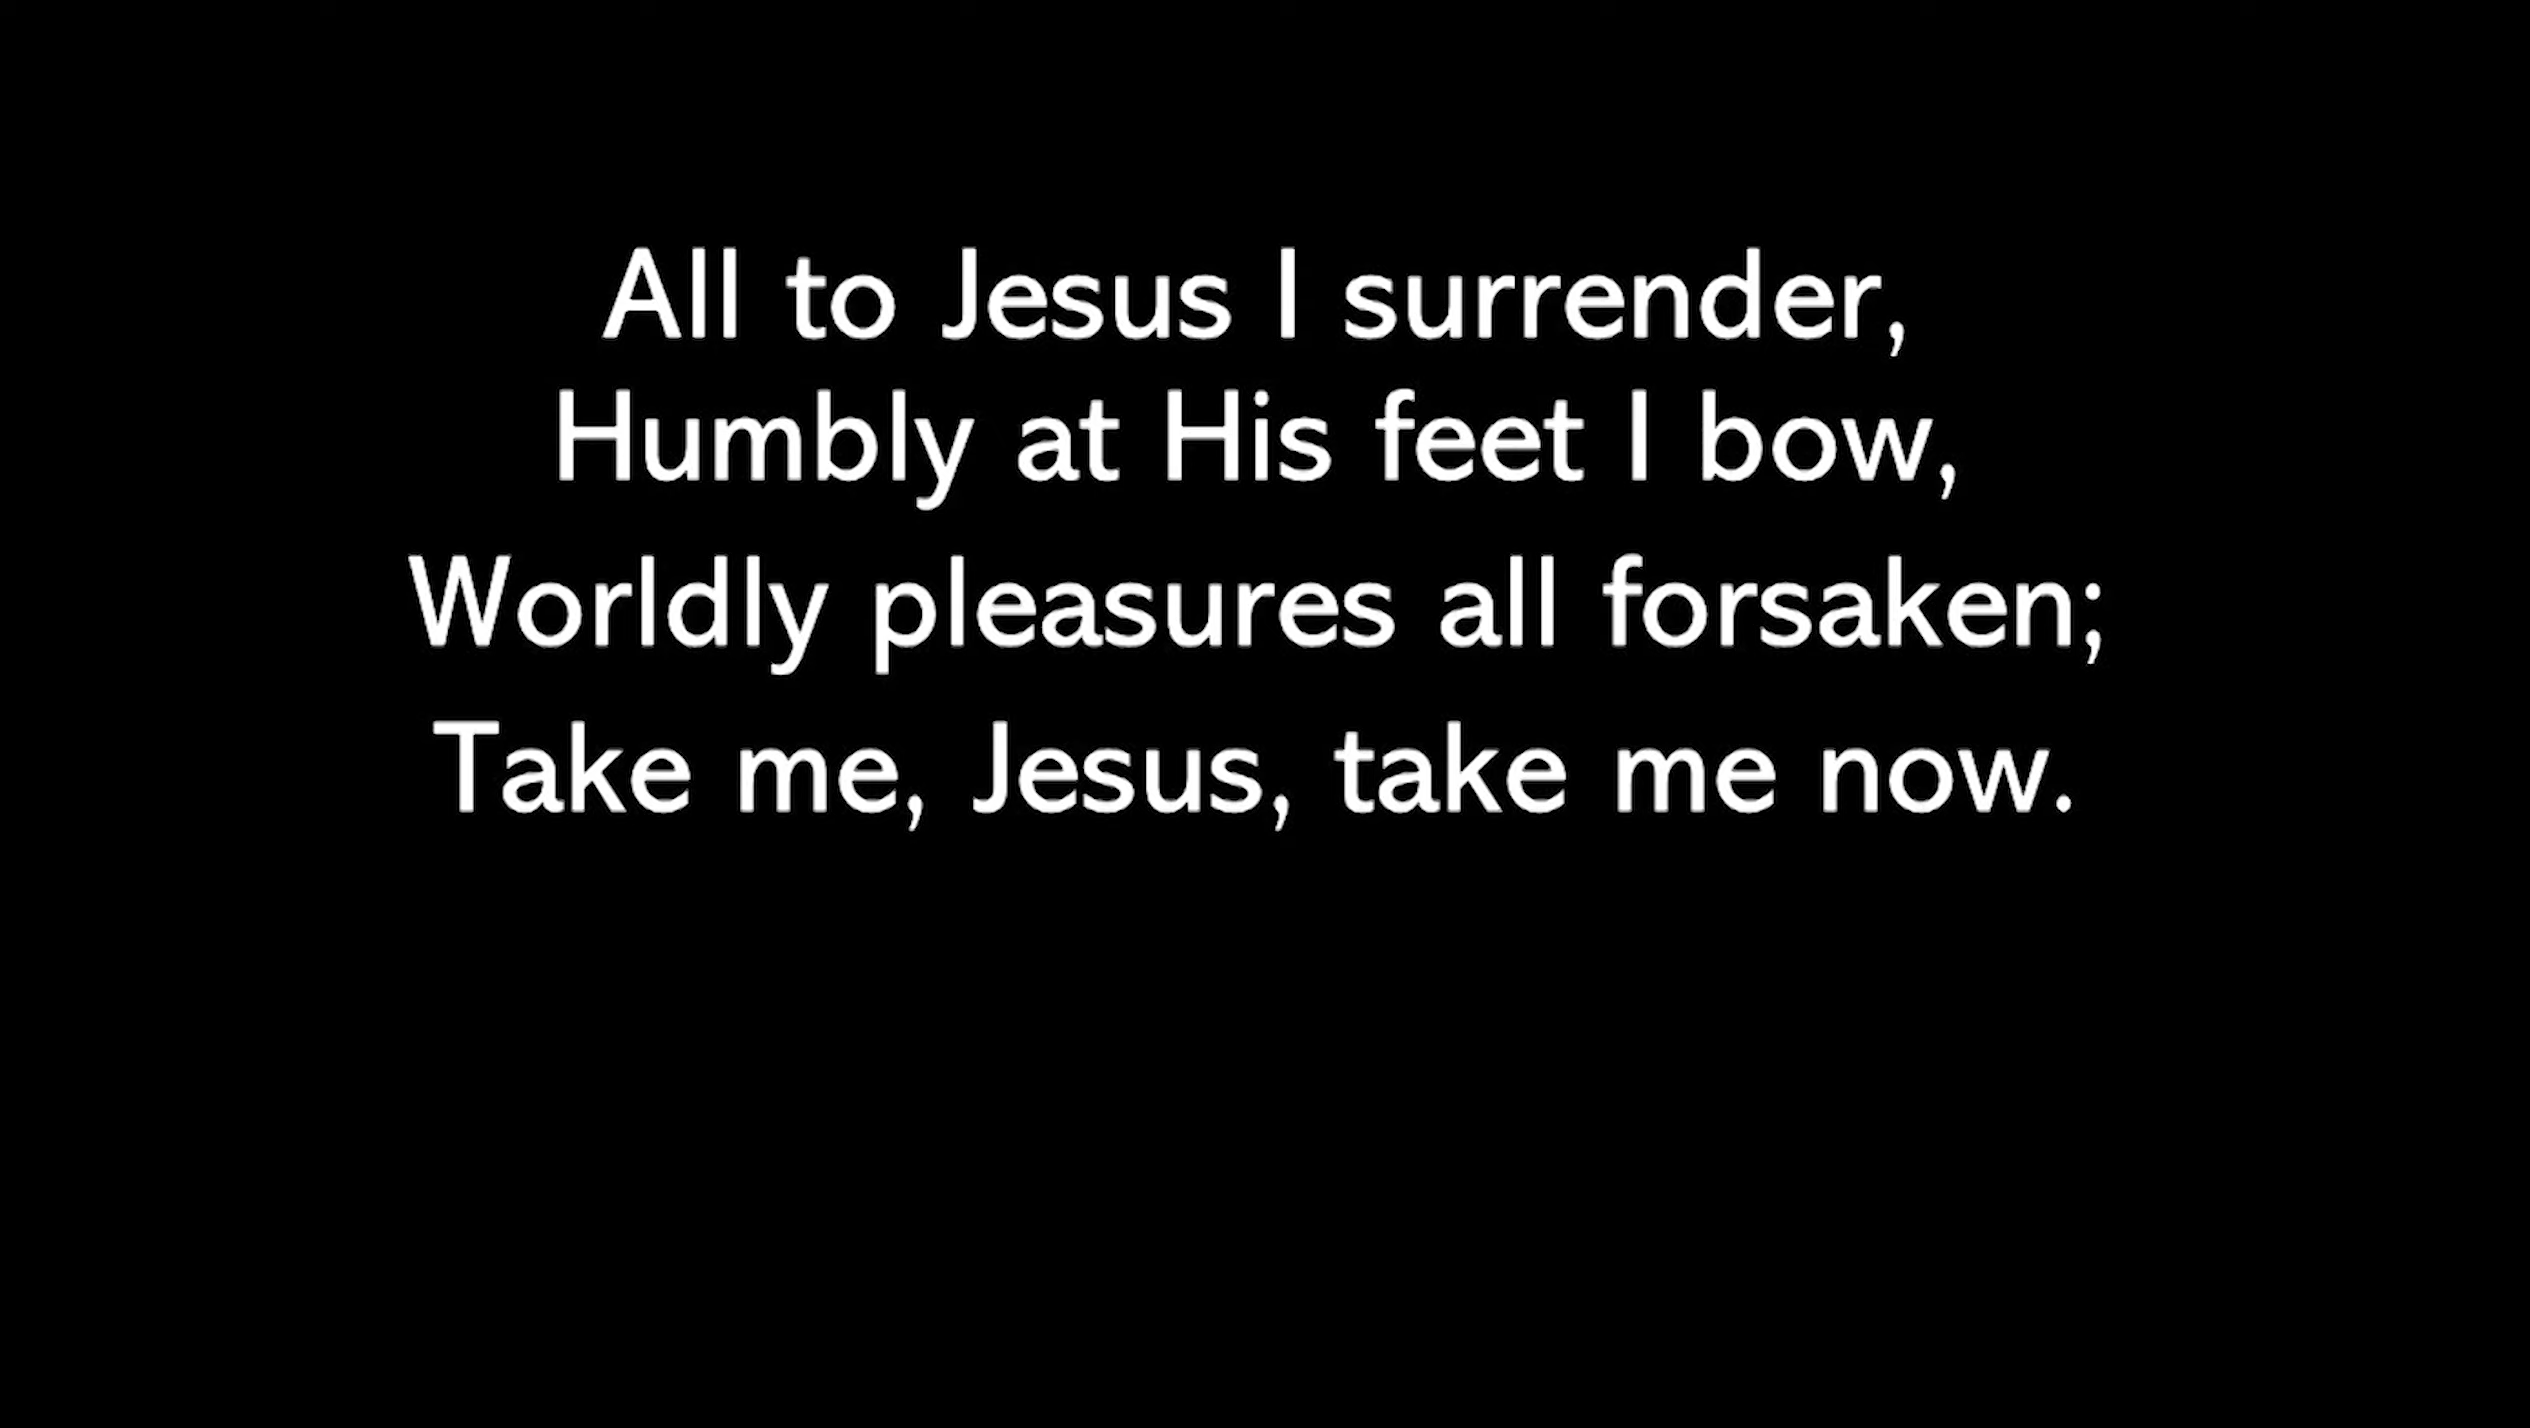 All to Jesus I surrender,
Humbly at His feet I bow,
Worldly pleasures all forsaken;
Take me, Jesus, take me now.